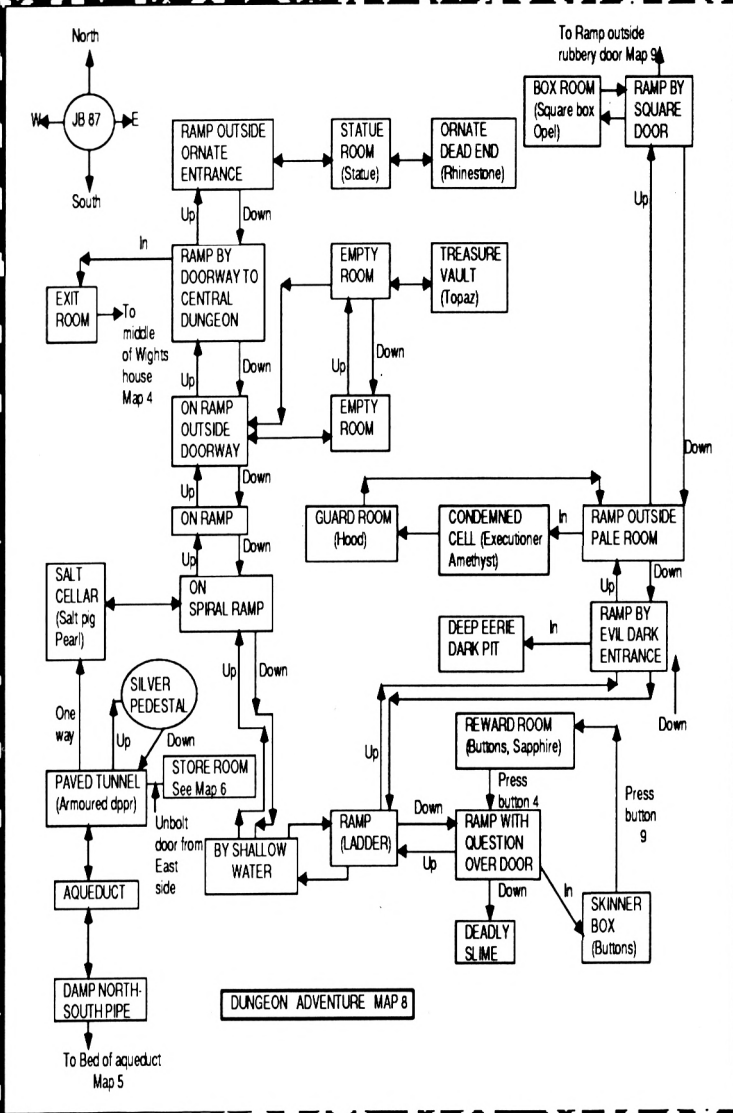 North
W
JB 87
E
South
To Ramp outside
rubbery door Map 9
BOX ROOM
(Square box
Opel)
RAMP BY
SQUARE
DOOR
RAMP OUTSIDE
ORNATE
ENTRANCE
STATUE
ROOM
(Statue)
ORNATE
DEAD END
(Rhinestone)
Up
Down
Up
In
RAMP BY
DOORWAY TO
CENTRAL
DUNGEON
EMPTY
ROOM
TREASURE
VAULT
(Topaz)
EXIT
ROOM
To
middle
of Wights
house
Map 4
Up
Down
Up
Down
ON RAMP
OUTSIDE
DOORWAY
EMPTY
ROOM
Down
Up
Down
ON RAMP
GUARD ROOM
(Hood)
CONDEMNED
CELL (Executioner
Amethyst)
In
RAMP OUTSIDE
PALE ROOM
Up
Down
SALT
CELLAR
(Salt pig
Pearl)
ON
SPIRAL RAMP
Up
Down
DEEP EERIE
DARK PIT
In
RAMP BY
EVIL DARK
ENTRANCE
Up
Down
SILVER
PEDESTAL
One
way
Up
Down
Up
Down
REWARD ROOM
(Buttons, Sapphire)
PAVED TUNNEL
(Armoured dppr)
STORE ROOM
See Map 6
Press
button 4
Press
button
9
Unbolt
door from
East
side
BY SHALLOW
WATER
RAMP
(LADDER)
Down
Up
RAMP WITH
QUESTION
OVER DOOR
In
AQUEDUCT
Down
SKINNER
BOX
(Buttons)
DEADLY
SLIME
DAMP NORTH-
SOUTH PIPE
DUNGEON ADVENTURE MAP 8
To Bed of aqueduct
Map 5